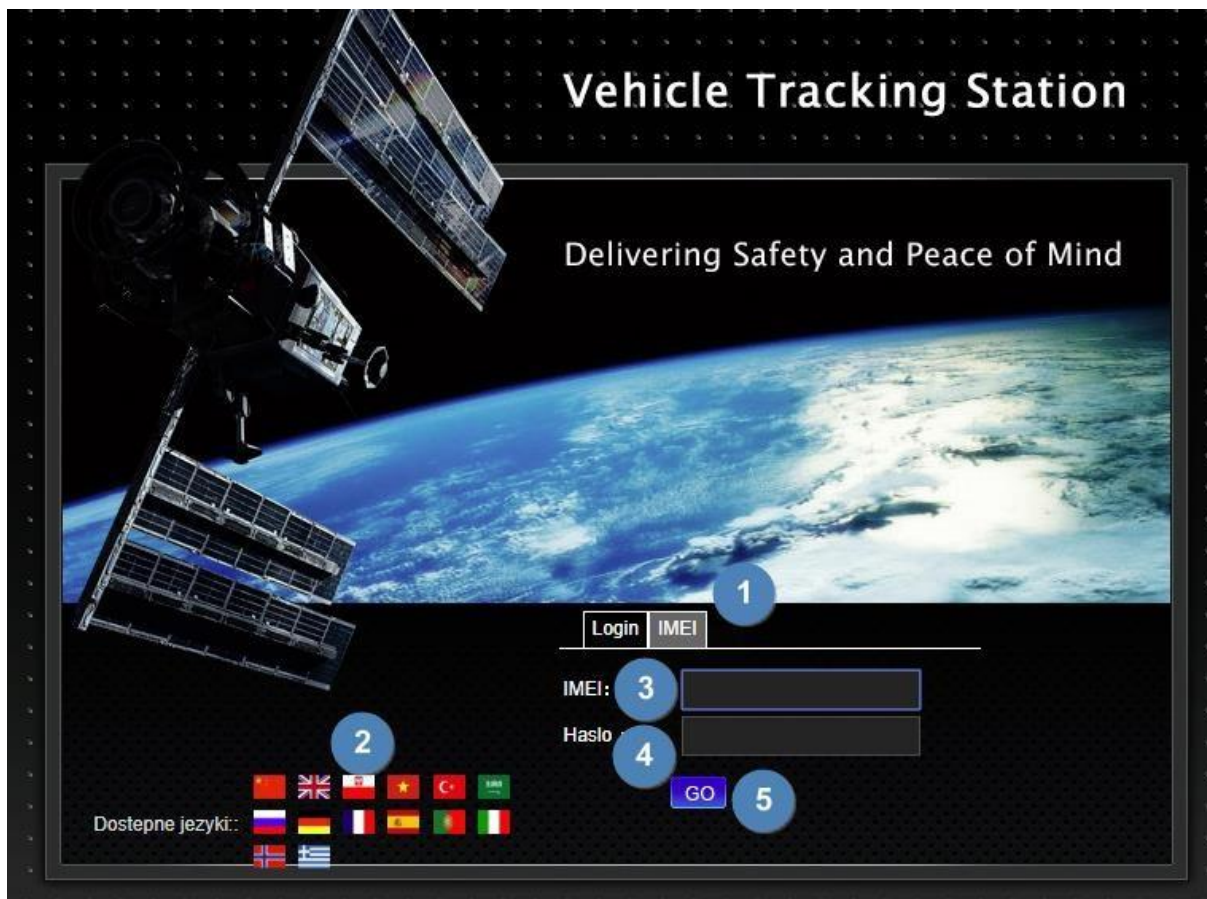 Vehicle Tracking Station
Delivering Safety and Peace of Mind
1
Login IMEI
IMEI: 3
Haslo :
4
2
GO 5
Dostepne jezyki::